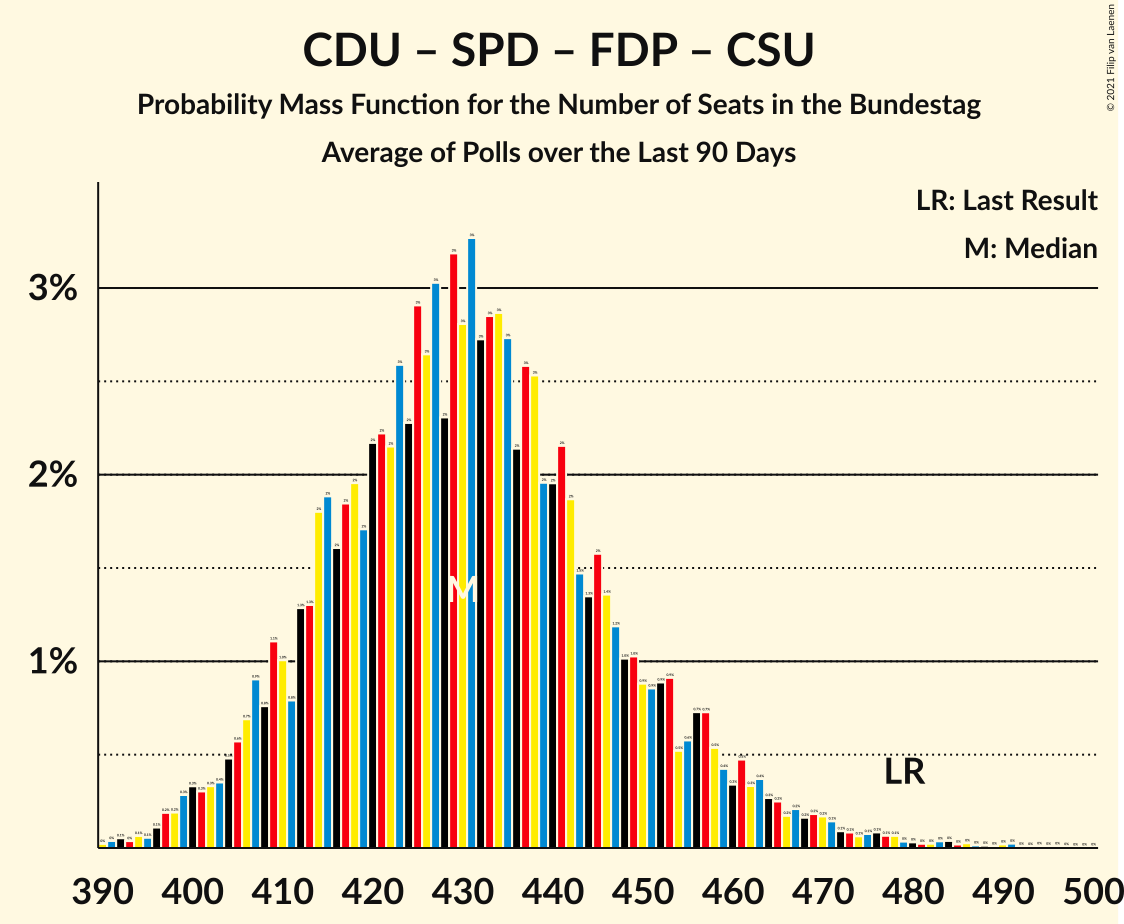 CDU – SPD – FDP – CSU
Probability Mass Function for the Number of Seats in the Bundestag
Average of Polls over the Last 90 Days
© 2021 Filip van Laenen
LR: Last Result
M: Median
3%
2%
1%
M
LR
390 400 410 420 430 440 450 460 470 480 490 500